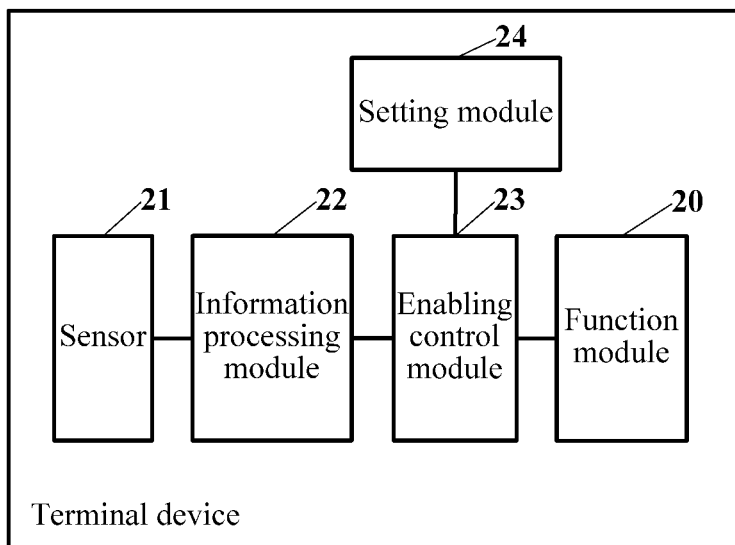 24
Setting module
21
22
23
20
Sensor
Information
processing
module
Enabling
control
module
Function
module
Terminal device